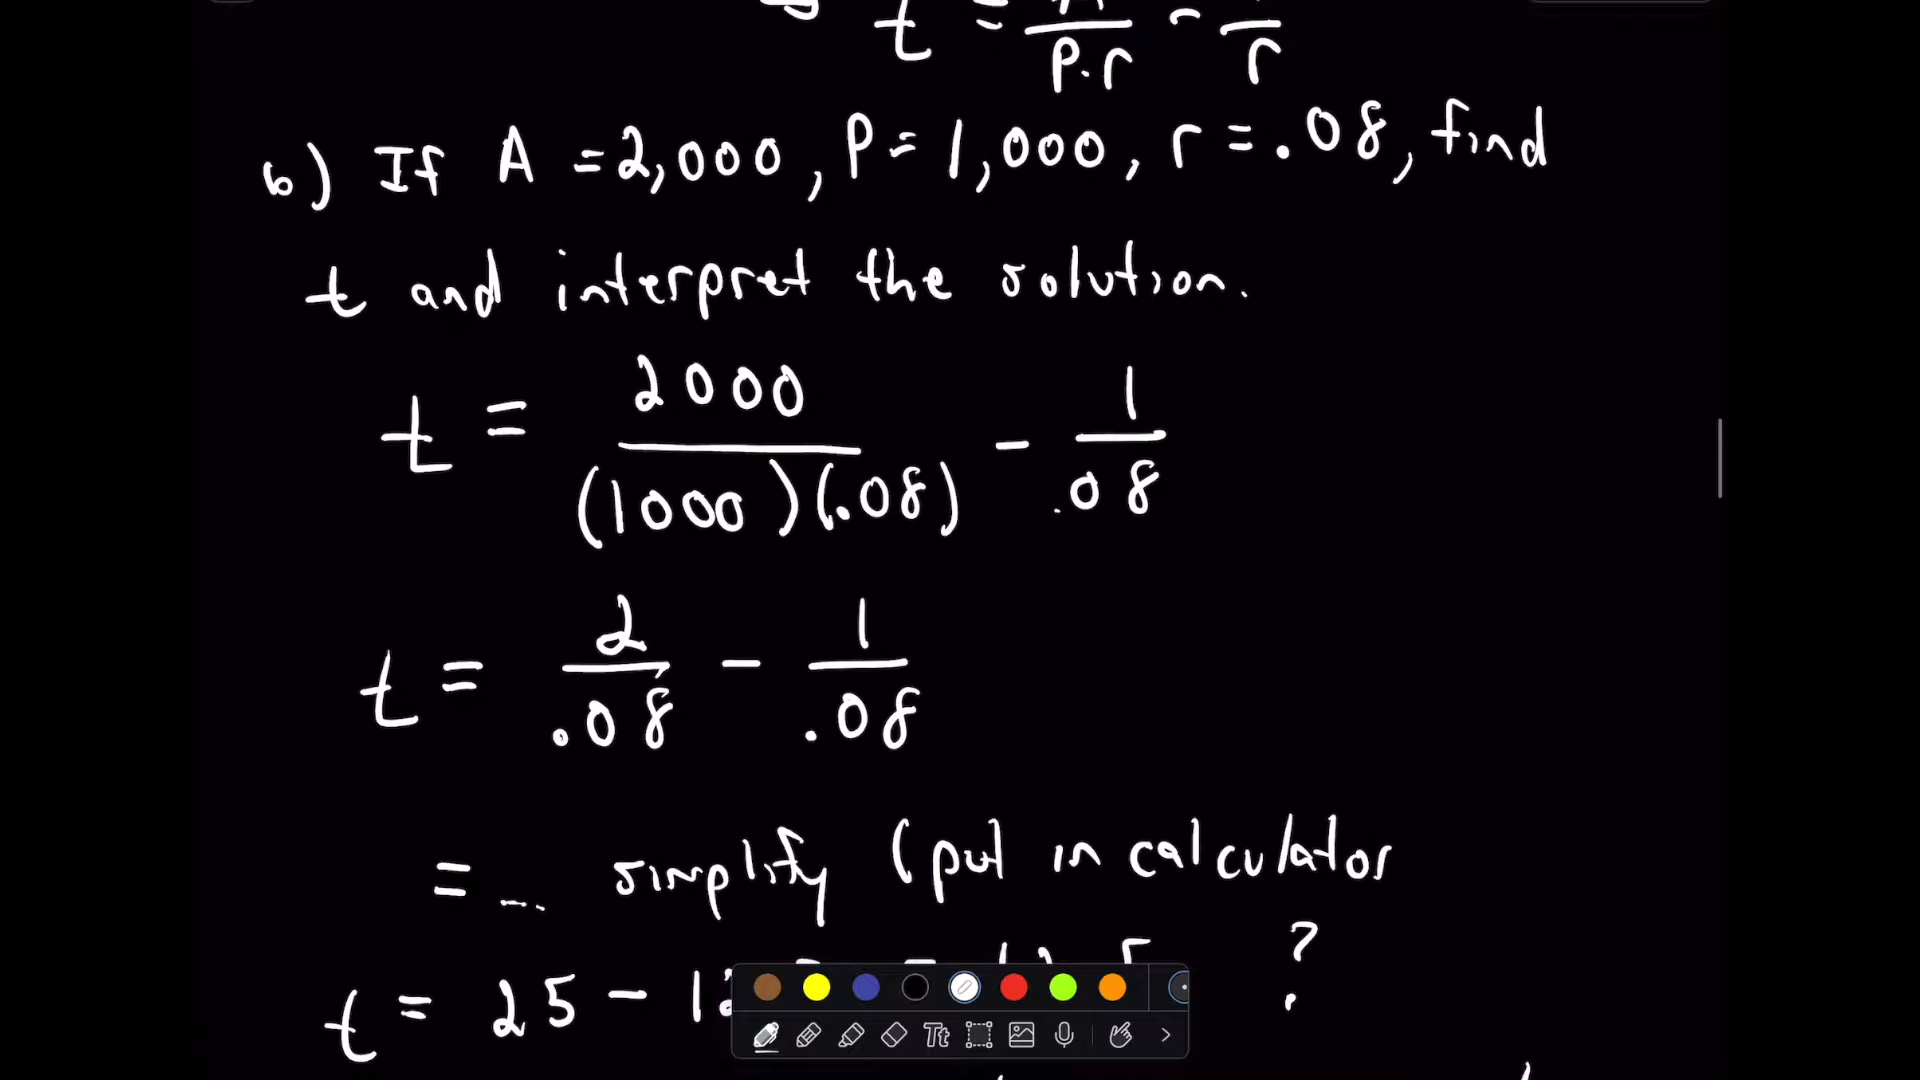 t = A/P.r - 1/r
b) If A = 2,000, P = 1,000, r = .08, find
t and interpret the solution.
t = 2000/(1000)(.08) - 1/.08
t = 2/.08 - 1/.08
= ... simplify (put in calculator
t = 25 - 12 ?
Tt